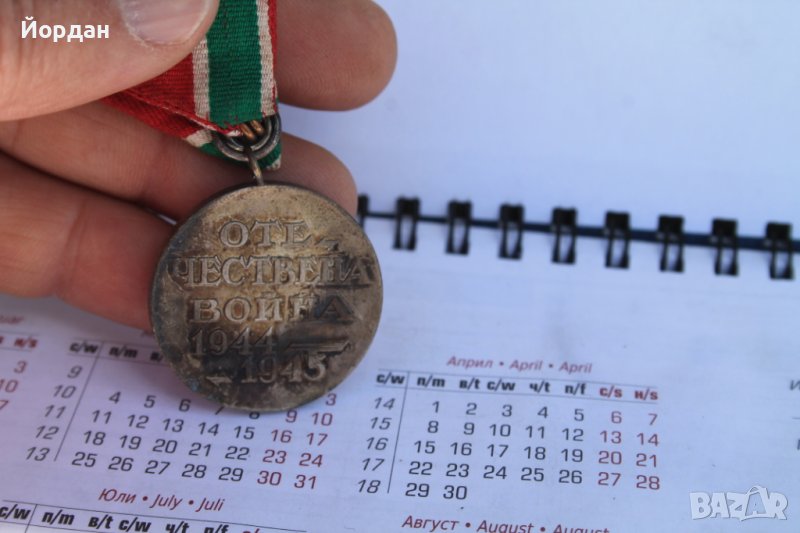 Йордан
ОТЕ
ЧЕСТВЕНА
ВОЙНА
1944
1945
Април • April • April
c/w п/m в/t c/w ч/t п/f c/s н/s
14 1 2 3 4 5 6 7
15 8 9 10 11 12 13 14
16 15 16 17 18 19 20 21
17 22 23 24 25 26 27 28
18 29 30
н/s
3
10
c/w п/m
9
10 4 5 6 7 8 9 10
11 11 12 13 14 15 16 17
12 18 19 20 21 22 23 24
13 25 26 27 28 29 30 31
Юли • July • Juli
c/w п/m в/t c/w ч/t п/f
Август • August • August
BAZAR